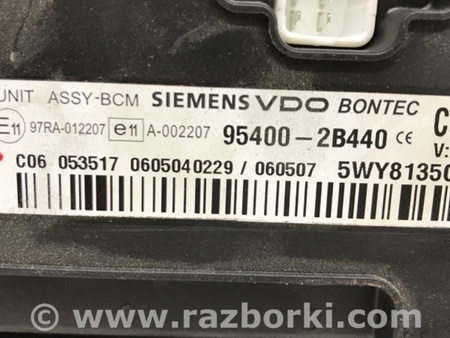 UNIT ASSY-BCM SIEMENS VDO BONTEC C
E11 97RA-012207 e11 A-002207 95400-2B440 CE V:
C06 053517 0605040229 / 060507 5WY8135
© www.razborki.com